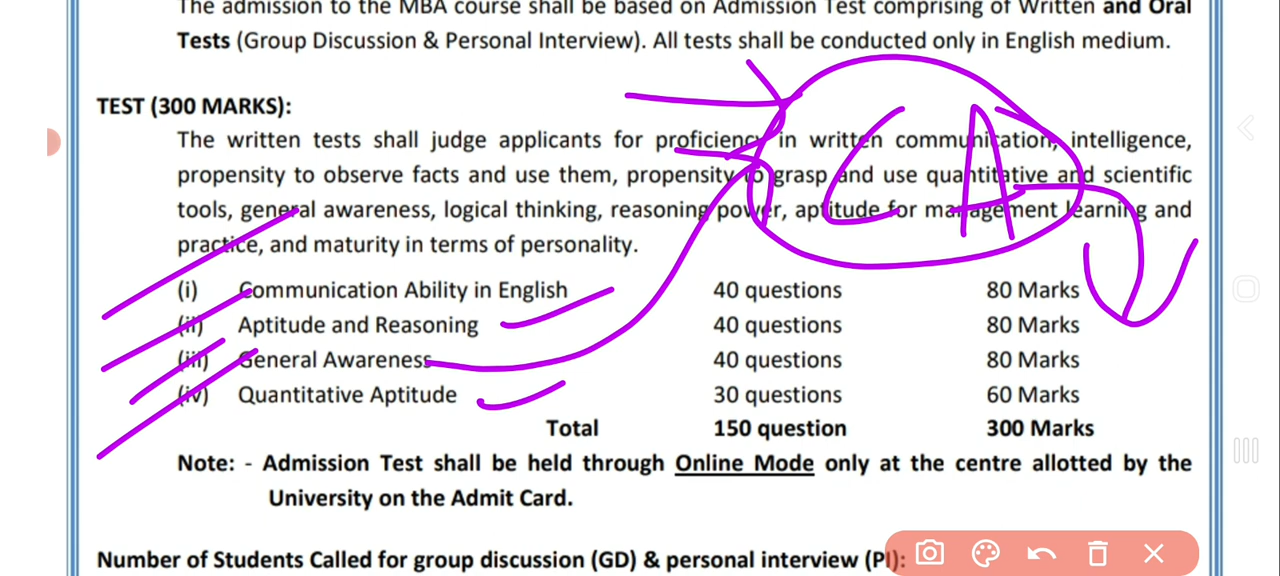 The admission to the MBA course shall be based on Admission Test comprising of Written and Oral
Tests (Group Discussion & Personal Interview). All tests shall be conducted only in English medium.
TEST (300 MARKS):
The written tests shall judge applicants for proficiency in written communication, intelligence,
propensity to observe facts and use them, propensity to grasp and use quantitative and scientific
tools, general awareness, logical thinking, reasoning power, aptitude for management learning and
practice, and maturity in terms of personality.
(i) Communication Ability in English 40 questions 80 Marks
(ii) Aptitude and Reasoning 40 questions 80 Marks
(iii) General Awareness 40 questions 80 Marks
(iv) Quantitative Aptitude 30 questions 60 Marks
Total 150 question 300 Marks
Note: - Admission Test shall be held through Online Mode only at the centre allotted by the
University on the Admit Card.
Number of Students Called for group discussion (GD) & personal interview (PI):
CA